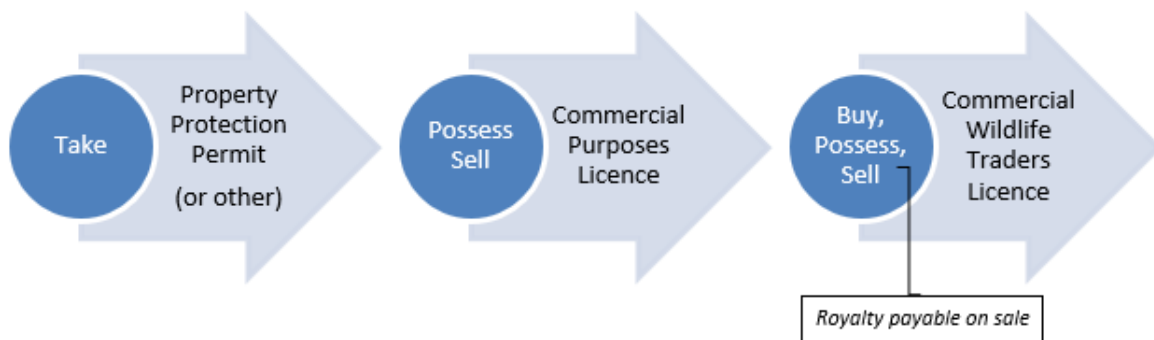 Take
Property
Protection
Permit
(or other)
Possess
Sell
Commercial
Purposes
Licence
Buy,
Possess,
Sell
Commercial
Wildlife
Traders
Licence
Royalty payable on sale